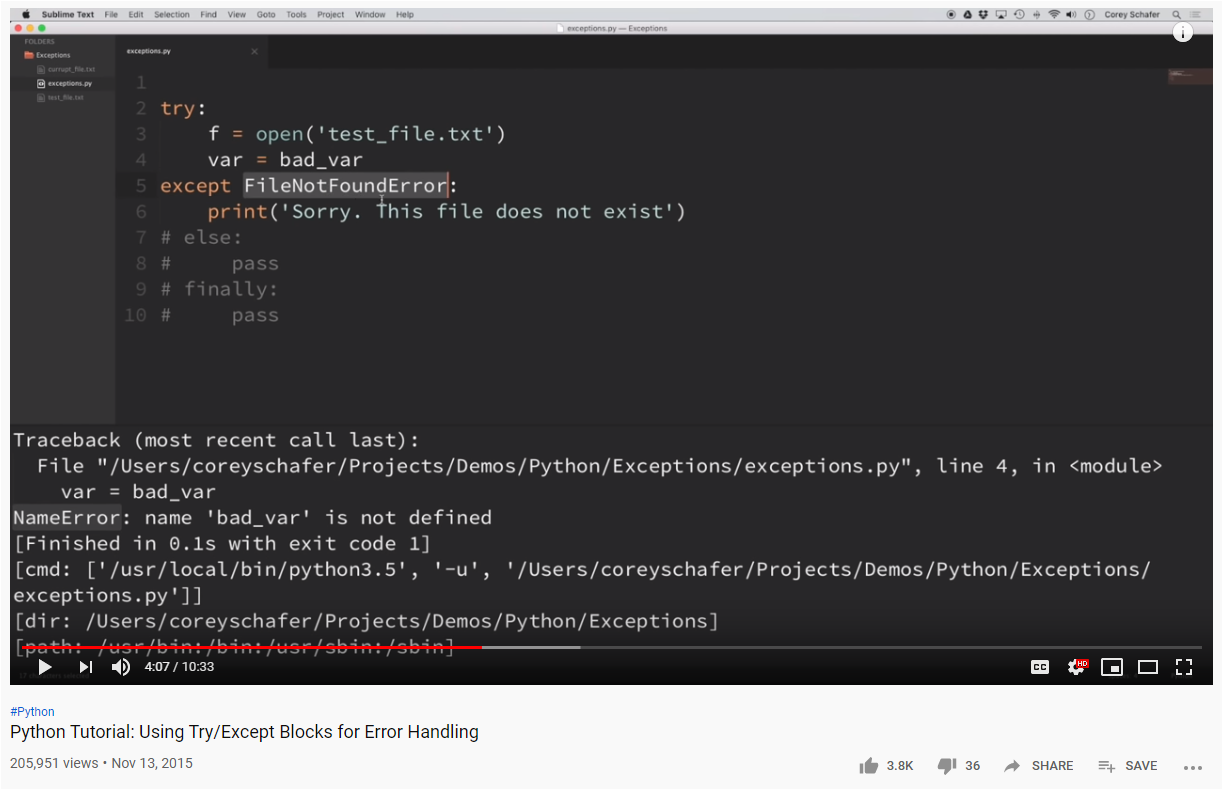 Sublime Text File Edit Selection Find View Goto Tools Project Window Help Corey Schafer
exceptions.py — Exceptions
FOLDERS
Exceptions
currupt_file.txt
exceptions.py
test_file.txt
exceptions.py
1
2 try:
3 f = open('test_file.txt')
4 var = bad_var
5 except FileNotFoundError:
6 print('Sorry. This file does not exist')
7 # else:
8 # pass
9 # finally:
10 # pass
Traceback (most recent call last):
File "/Users/coreyschafer/Projects/Demos/Python/Exceptions/exceptions.py", line 4, in <module>
var = bad_var
NameError: name 'bad_var' is not defined
[Finished in 0.1s with exit code 1]
[cmd: ['/usr/local/bin/python3.5', '-u', '/Users/coreyschafer/Projects/Demos/Python/Exceptions/
exceptions.py']]
[dir: /Users/coreyschafer/Projects/Demos/Python/Exceptions]
[path: /usr/bin:/bin:/usr/sbin:/sbin]
4:07 / 10:33 CC HD
#Python
Python Tutorial: Using Try/Except Blocks for Error Handling
205,951 views • Nov 13, 2015
3.8K 36 SHARE SAVE